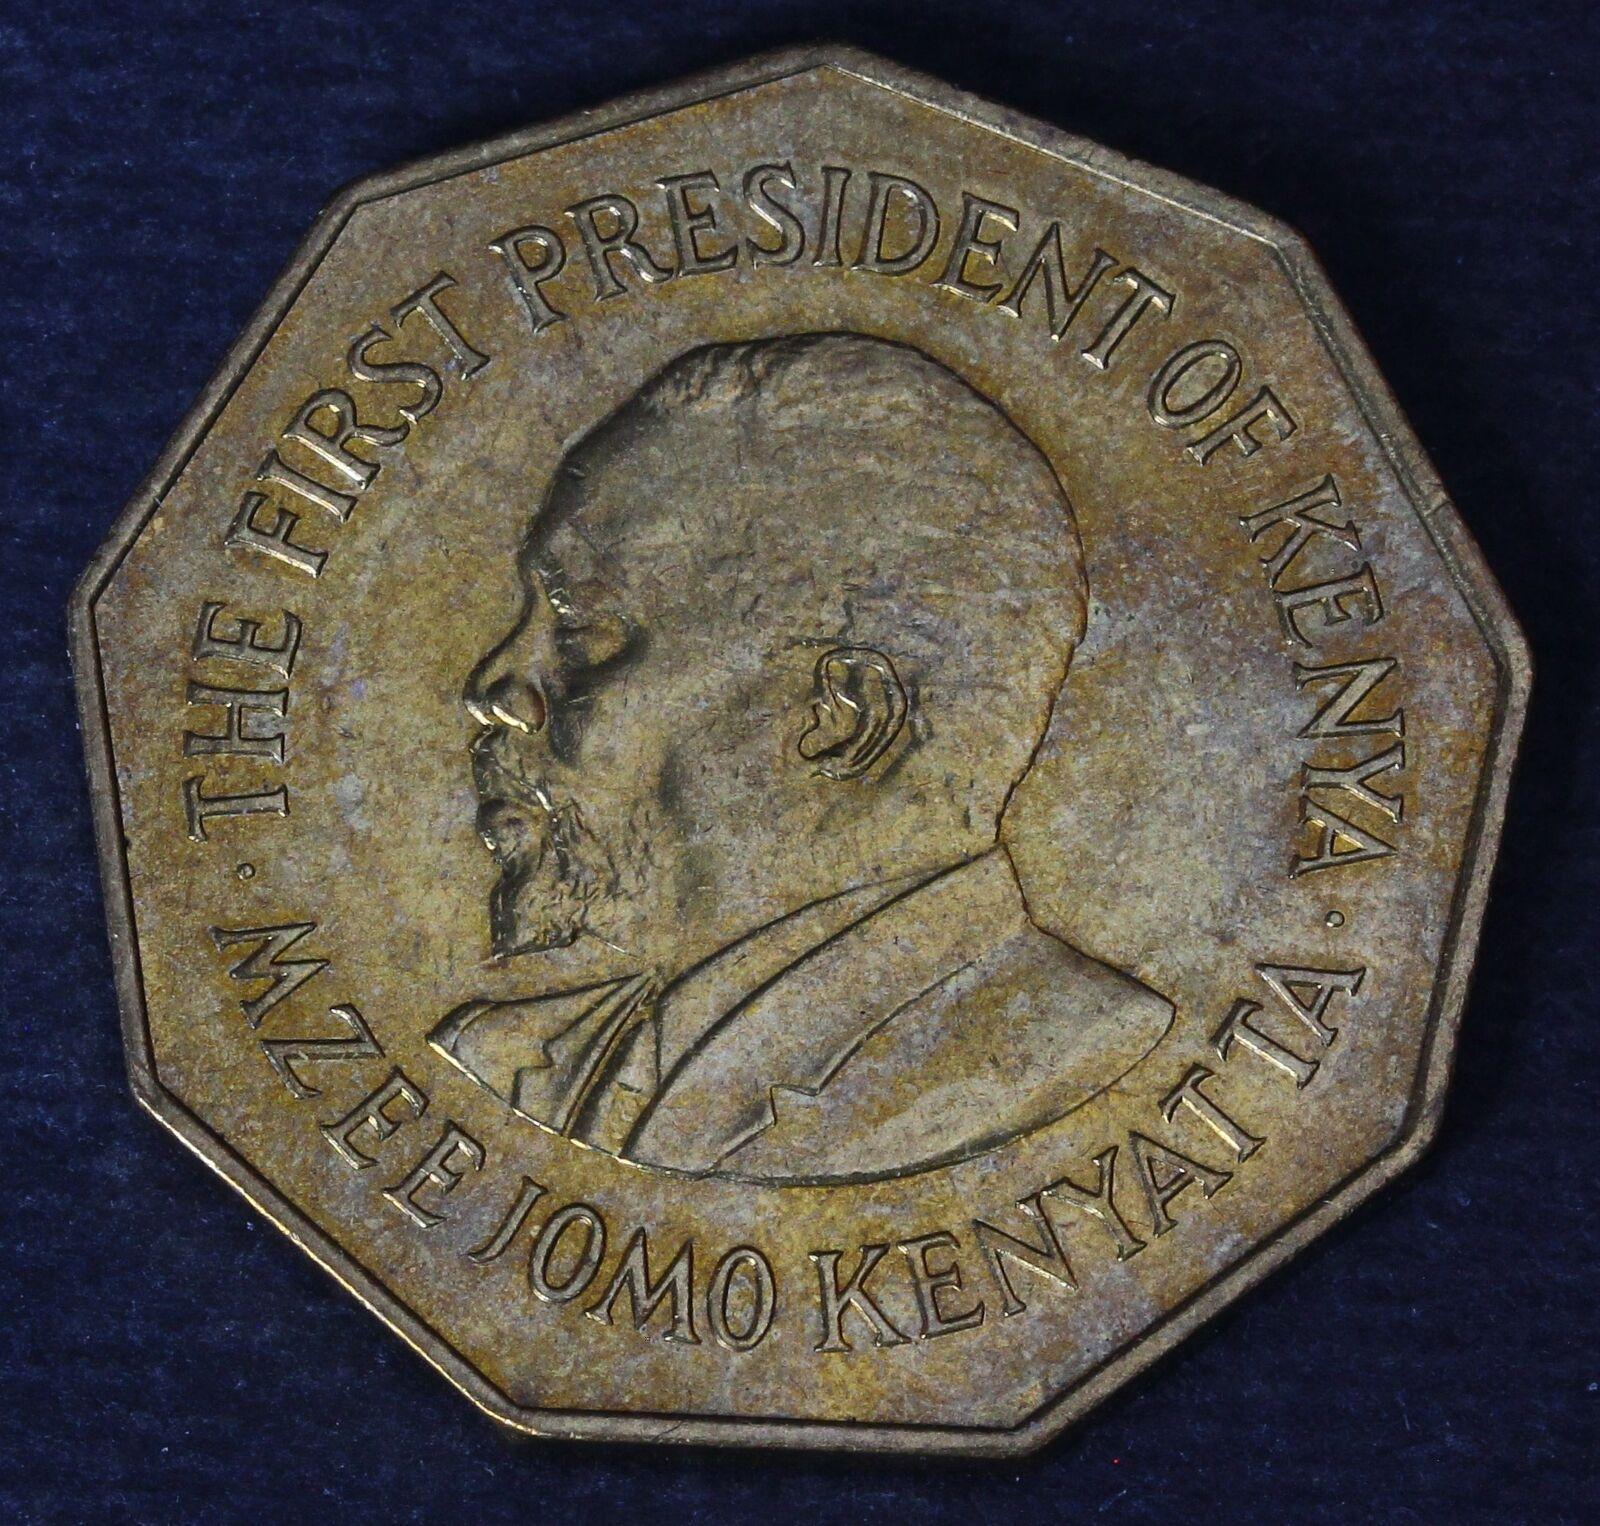 · THE FIRST PRESIDENT OF KENYA ·
MZEE JOMO KENYATTA